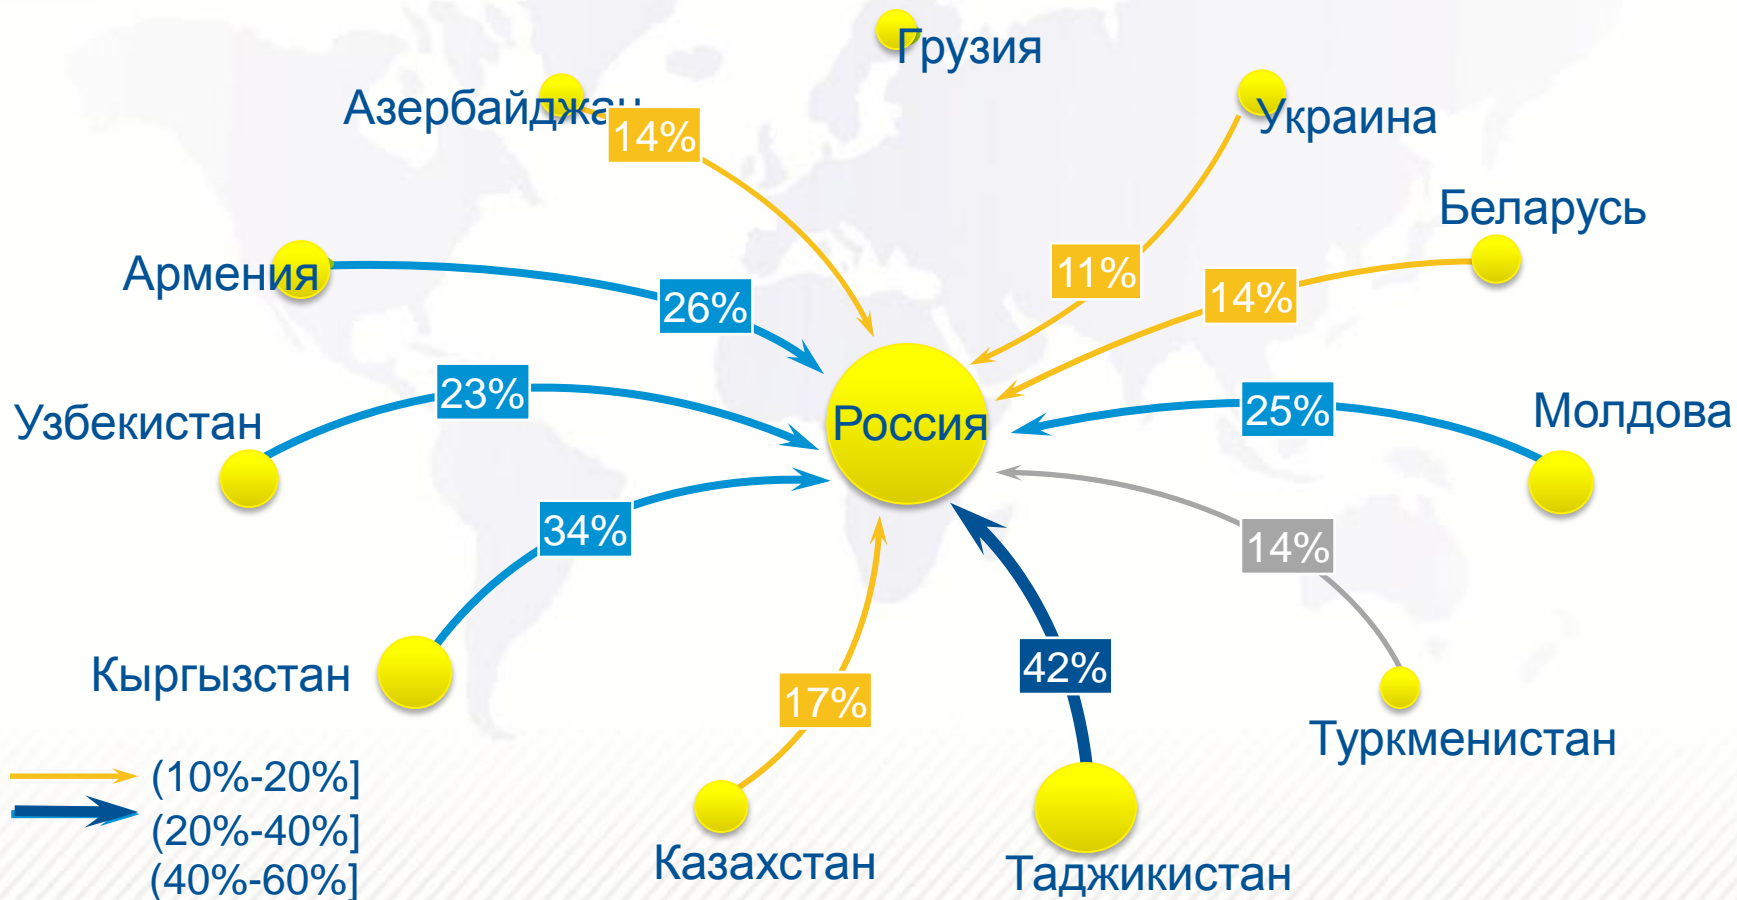 Грузия
Азербайджан
14%
Украина
Беларусь
Армения
26%
11%
14%
Узбекистан
23%
Россия
25%
Молдова
34%
14%
Кыргызстан
17%
42%
Туркменистан
(10%-20%]
(20%-40%]
(40%-60%]
Казахстан
Таджикистан